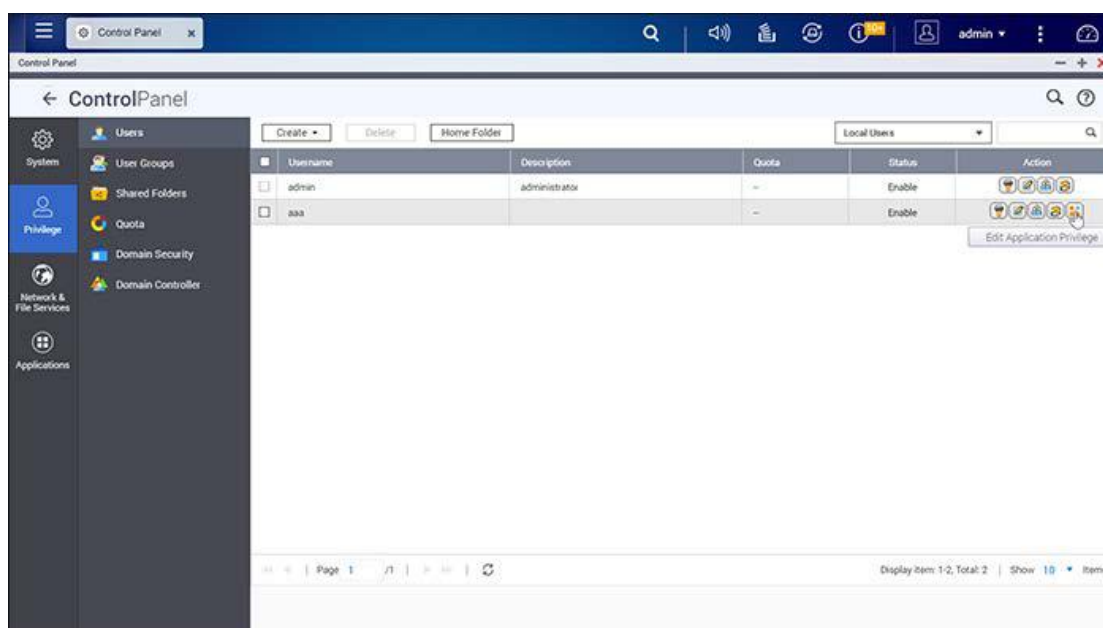 Control Panel
10+
admin
Control Panel
ControlPanel
System
Privilege
Network &
File Services
Applications
Users
User Groups
Shared Folders
Quota
Domain Security
Domain Controller
Create Delete Home Folder Local Users
Username Description Quota Status Action
admin administrator -- Enable
aaa -- Enable
Edit Application Privilege
Page 1 /1 Display item: 1-2, Total: 2 Show 10 Item